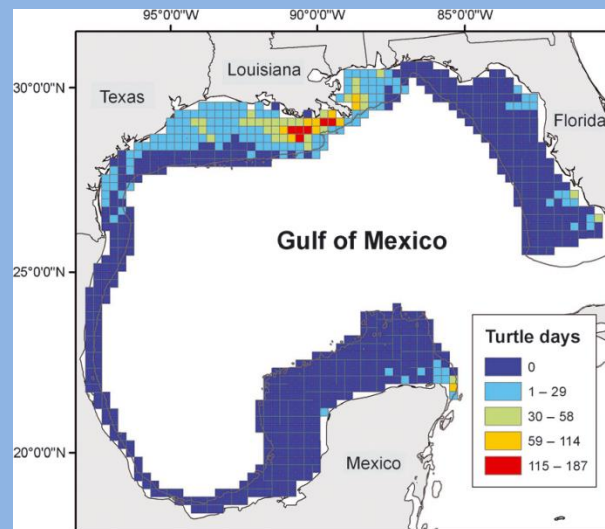 95°0'0"W
90°0'0"W
85°0'0"W
30°0'0"N
25°0'0"N
20°0'0"N
Louisiana
Texas
Florida
Gulf of Mexico
Mexico
Turtle days
0
1 – 29
30 – 58
59 – 114
115 – 187